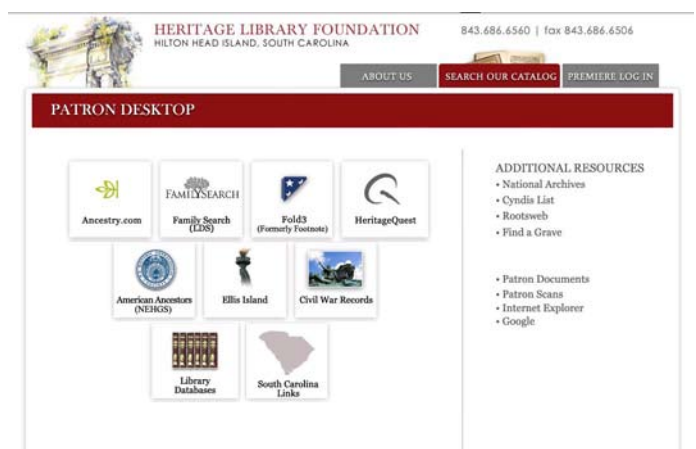 HERITAGE LIBRARY FOUNDATION
HILTON HEAD ISLAND, SOUTH CAROLINA
843.686.6560 | fax 843.686.6506
ABOUT US
SEARCH OUR CATALOG
PREMIERE LOG IN
PATRON DESKTOP
FAMILYSEARCH
Ancestry.com
Family Search
(LDS)
Fold3
(Formerly Footnote)
HeritageQuest
American Ancestors
(NEHGS)
Ellis Island
Civil War Records
Library
Databases
South Carolina
Links
ADDITIONAL RESOURCES
• National Archives
• Cyndis List
• Rootsweb
• Find a Grave
• Patron Documents
• Patron Scans
• Internet Explorer
• Google